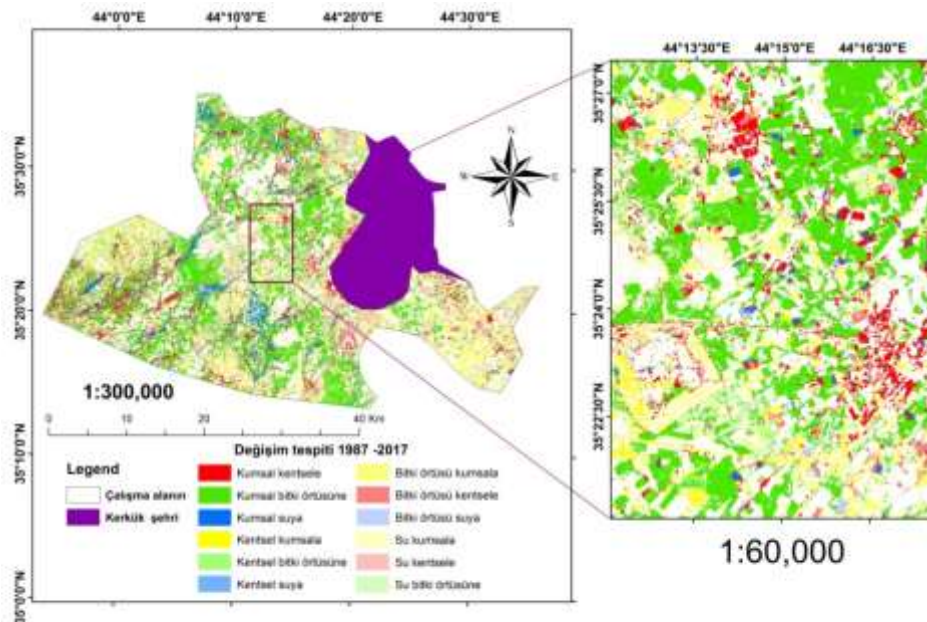 44°0'0"E 44°10'0"E 44°20'0"E 44°30'0"E
35°30'0"N
35°20'0"N
35°10'0"N
35°0'0"N
N
E
S
W
1:300,000
0 10 20 40 Km
Değişim tespiti 1987 -2017
Legend
Çalışma alanın
Kerkük şehri
Kumsal kentsele
Kumsal bitki örtüsüne
Kumsal suya
Kentsel kumsala
Kentsel bitki örtüsüne
Kentsel suya
Bitki örtüsü kumsala
Bitki örtüsü kentsele
Bitki örtüsü suya
Su kumsala
Su kentsele
Su bitki örtüsüne
44°13'30"E 44°15'0"E 44°16'30"E
35°27'0"N
35°25'30"N
35°24'0"N
35°22'30"N
1:60,000